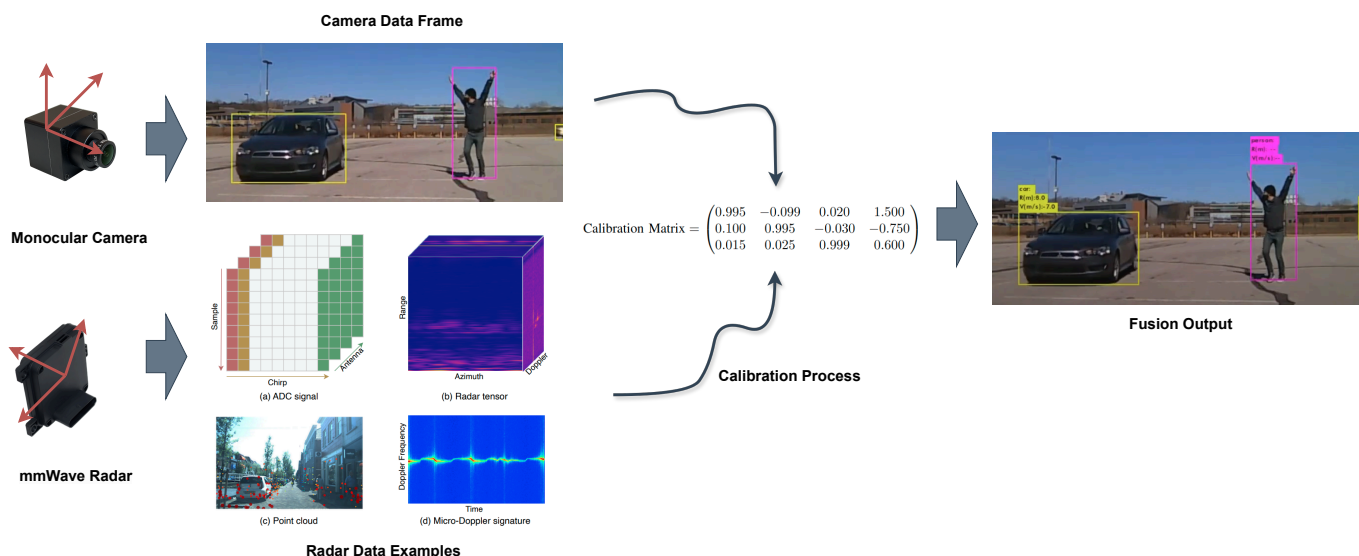 Camera Data Frame
Monocular Camera
Sample
Chirp
Antenna
(a) ADC signal
Range
Azimuth
Doppler
(b) Radar tensor
mmWave Radar
(c) Point cloud
Doppler Frequency
Time
(d) Micro-Doppler signature
Radar Data Examples
Calibration Matrix =
0.995 −0.099 0.020 1.500
0.100 0.995 −0.030 −0.750
0.015 0.025 0.999 0.600
Calibration Process
car:
R(m):8.0
V(m/s):-7.0
person:
R(m):--
V(m/s):--
Fusion Output